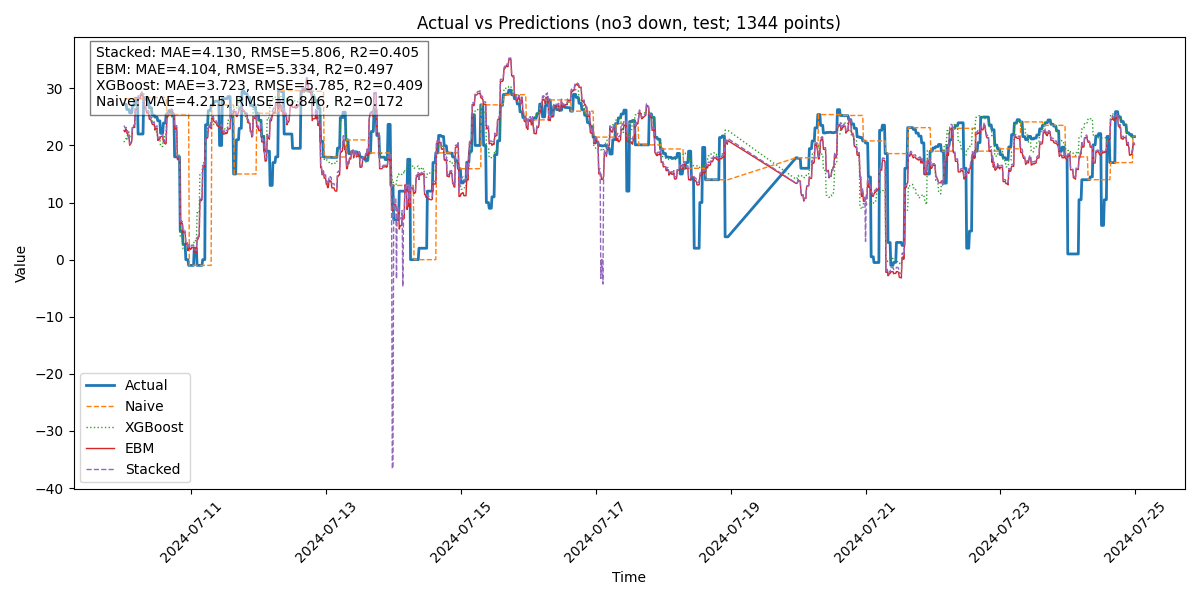 Actual vs Predictions (no3 down, test; 1344 points)
Stacked: MAE=4.130, RMSE=5.806, R2=0.405
EBM: MAE=4.104, RMSE=5.334, R2=0.497
XGBoost: MAE=3.723, RMSE=5.785, R2=0.409
Naive: MAE=4.215, RMSE=6.846, R2=0.172
Value
30
20
10
0
−10
−20
−30
−40
Actual
Naive
XGBoost
EBM
Stacked
2024-07-11
2024-07-13
2024-07-15
2024-07-17
2024-07-19
2024-07-21
2024-07-23
2024-07-25
Time